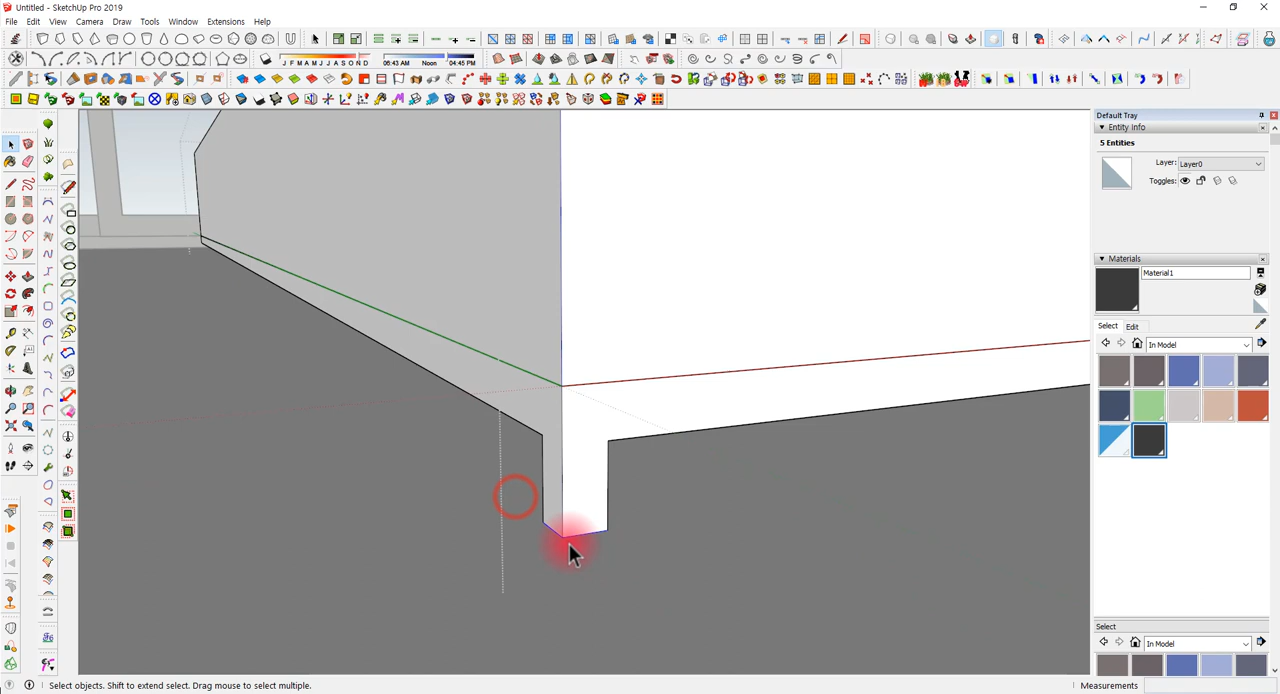 Untitled - SketchUp Pro 2019
File Edit View Camera Draw Tools Window Extensions Help
J F M A M J J A S O N D 06:43 AM Noon 04:45 PM
Default Tray
Entity Info
5 Entities
Layer: Layer0
Toggles:
Materials
Material1
Select Edit
In Model
Select
In Model
Select objects. Shift to extend select. Drag mouse to select multiple.
Measurements